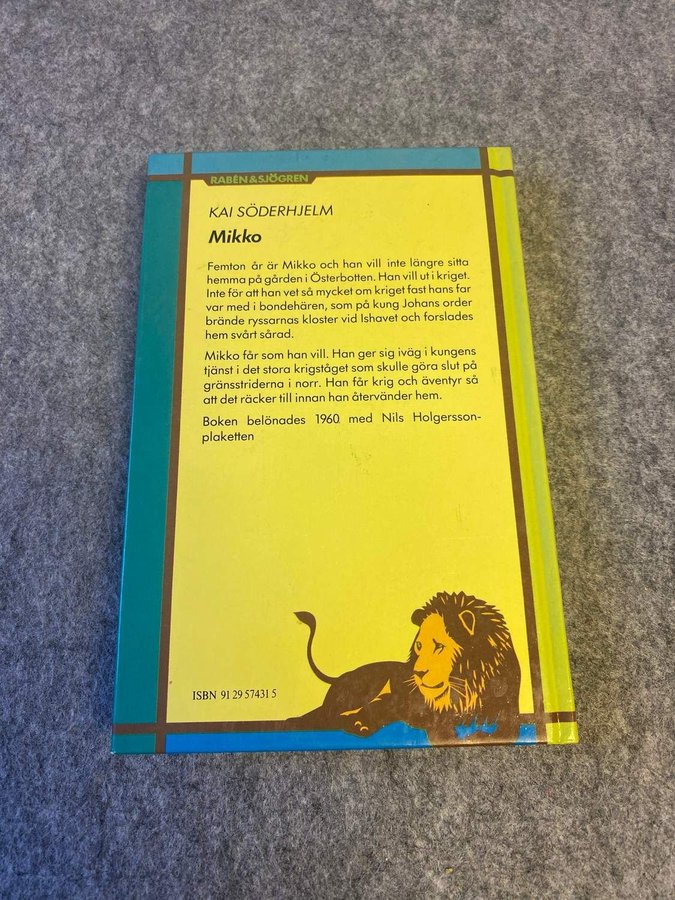 RABÉN&SJÖGREN
KAI SÖDERHJELM
Mikko
Femton år är Mikko och han vill inte längre sitta
hemma på gården i Österbotten. Han vill ut i kriget.
Inte för att han vet så mycket om kriget fast hans far
var med i bondehären, som på kung Johans order
brände ryssarnas kloster vid Ishavet och forslades
hem svårt sårad.
Mikko får som han vill. Han ger sig iväg i kungens
tjänst i det stora krigståget som skulle göra slut på
gränsstriderna i norr. Han får krig och äventyr så
att det räcker till innan han återvänder hem.
Boken belönades 1960 med Nils Holgersson-
plaketten
ISBN 91 29 57431 5